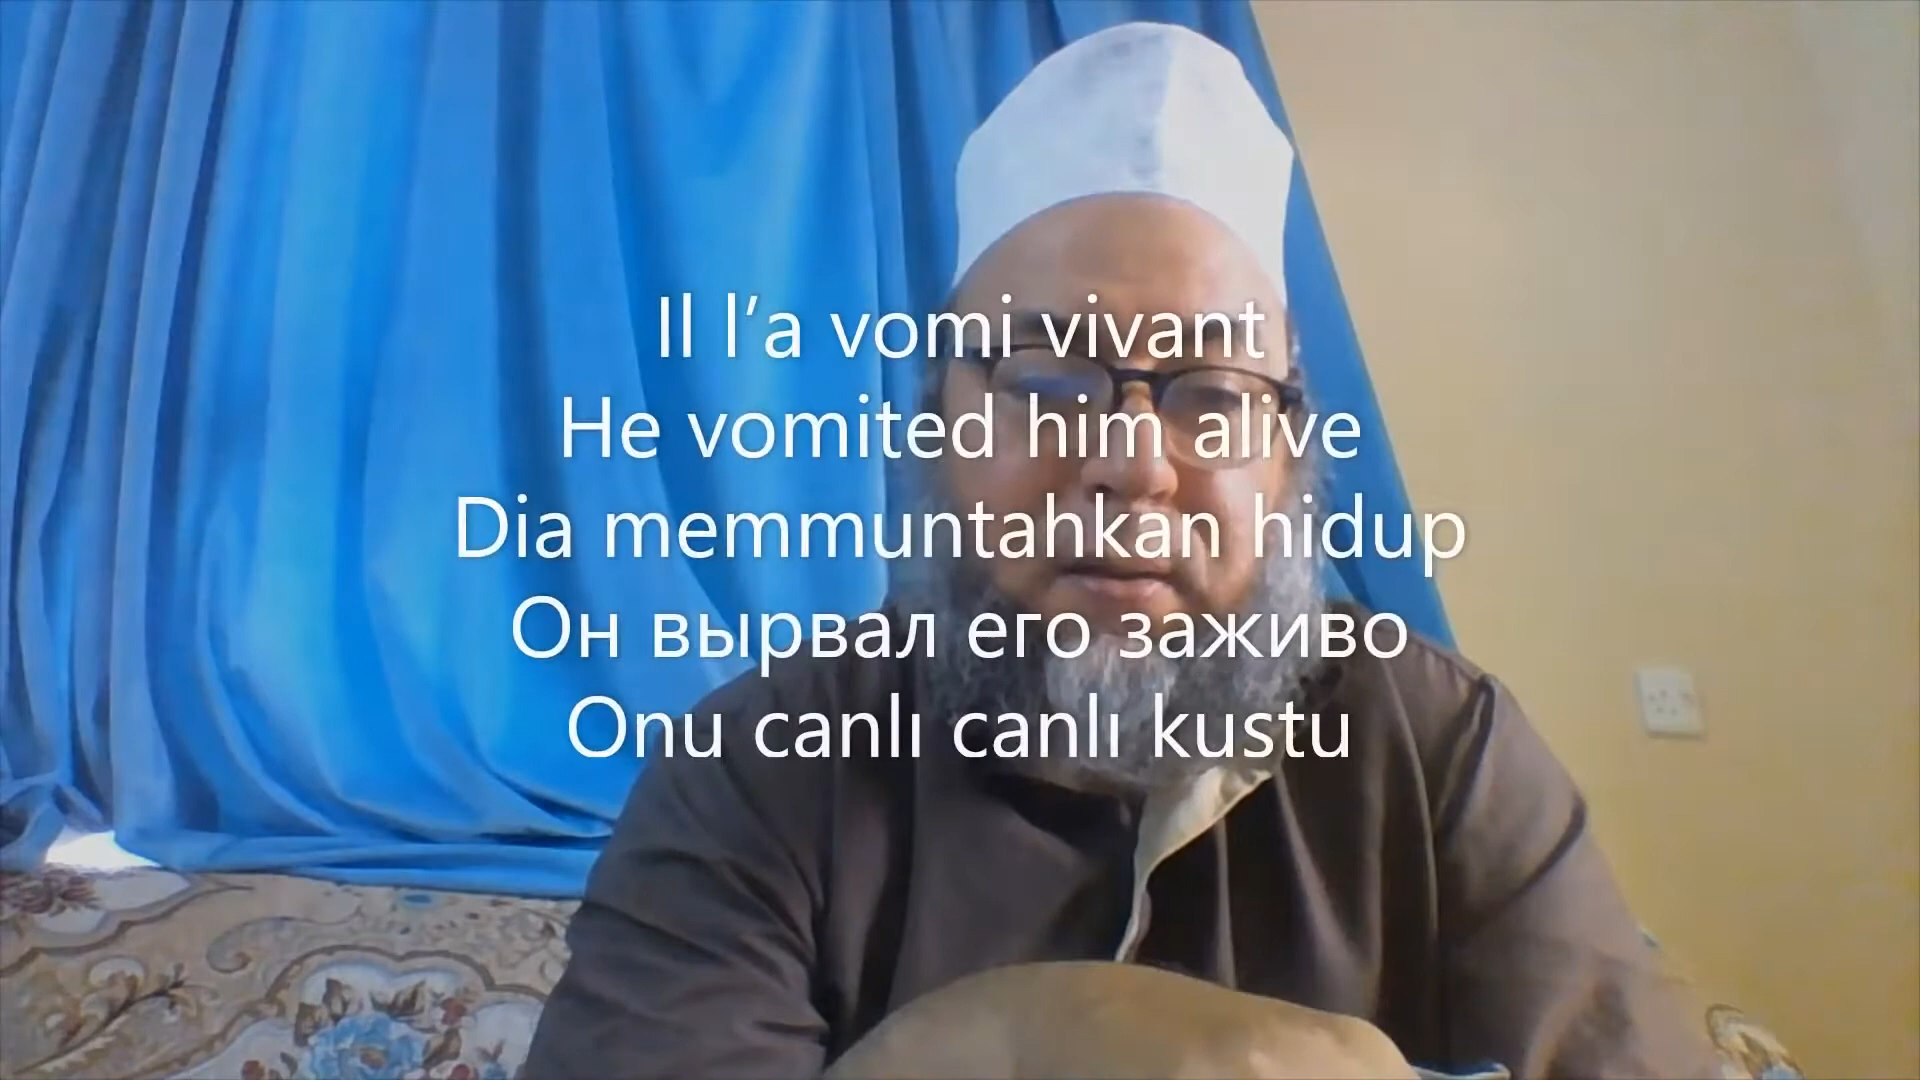 Il l’a vomi vivant
He vomited him alive
Dia memmuntahkan hidup
Он вырвал его заживо
Onu canlı canlı kustu